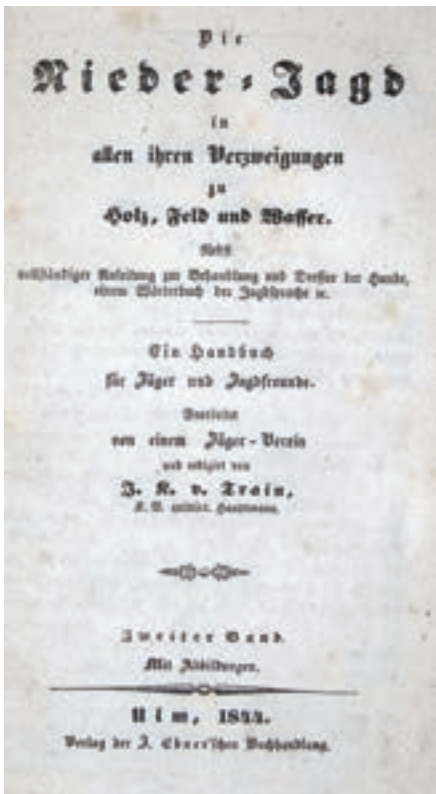 Die
Nieder-Jagd
in
allen ihren Verzweigungen
zu
Holz, Feld und Wasser.
Nebst
vollständiger Anleitung zur Behandlung und Dressur der Hunde,
einem Wörterbuch der Jagdsprache ꝛc.
Ein Handbuch
für Jäger und Jagdfreunde.
Bearbeitet
von einem Jäger-Verein
und redigirt von
J. K. v. Train,
K. B. Hauptmann.
Zweiter Band.
Mit Abbildungen.
Ulm, 1844.
Verlag der J. Ebner'schen Buchhandlung.